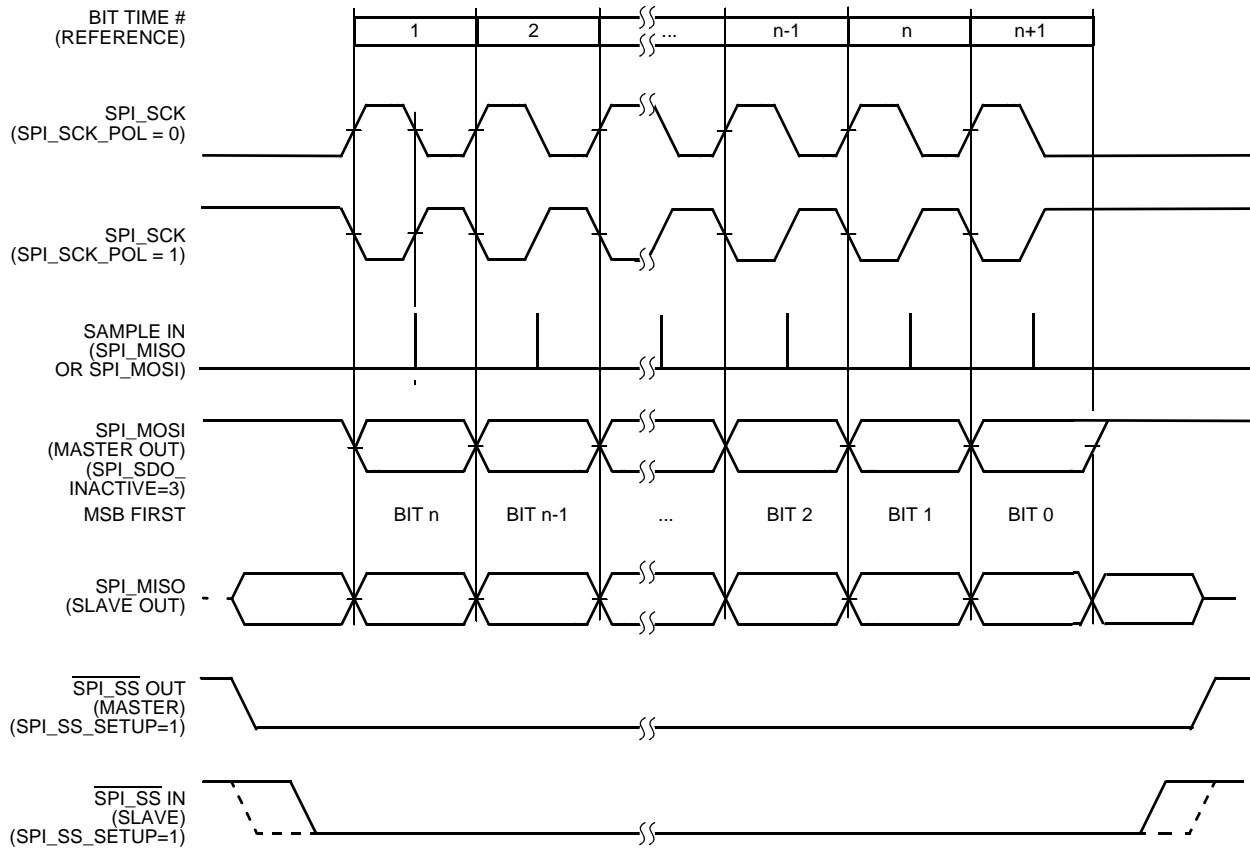 BIT TIME #
(REFERENCE)
1 2 ... n-1 n n+1
SPI_SCK
(SPI_SCK_POL = 0)
SPI_SCK
(SPI_SCK_POL = 1)
SAMPLE IN
(SPI_MISO
OR SPI_MOSI)
SPI_MOSI
(MASTER OUT)
(SPI_SDO_
INACTIVE=3)
MSB FIRST
BIT n BIT n-1 ... BIT 2 BIT 1 BIT 0
SPI_MISO
(SLAVE OUT)
SPI_SS OUT
(MASTER)
(SPI_SS_SETUP=1)
SPI_SS IN
(SLAVE)
(SPI_SS_SETUP=1)